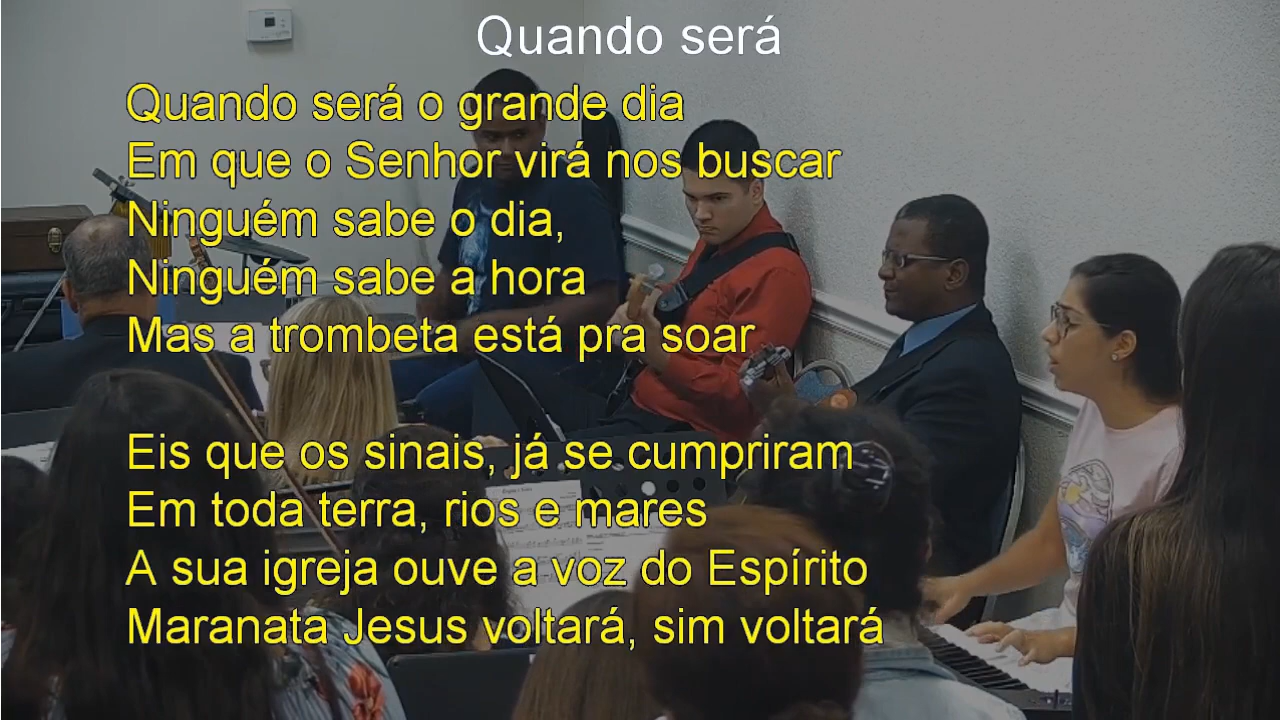 Quando será
Quando será o grande dia
Em que o Senhor virá nos buscar
Ninguém sabe o dia,
Ninguém sabe a hora
Mas a trombeta está pra soar
Eis que os sinais, já se cumpriram
Em toda terra, rios e mares
A sua igreja ouve a voz do Espírito
Maranata Jesus voltará, sim voltará